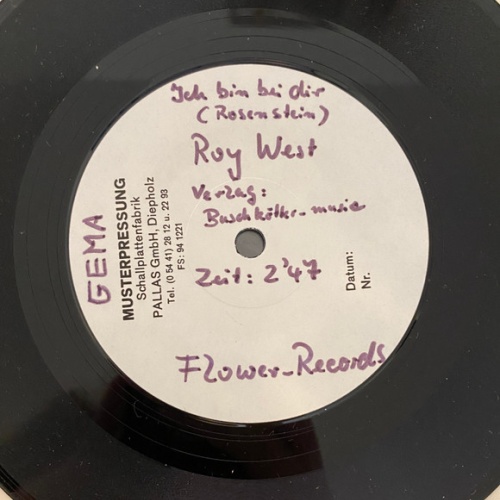 Ich bin bei dir
(Rosenstein)
Roy West
Verzag:
Buschkötter-music
Zeit: 2'47
Flower-Records
GEMA
MUSTERPRESSUNG
Schallplattenfabrik
PALLAS GmbH, Diepholz
Tel. (0 54 41) 28 12 u. 22 93
FS: 94 1221
Datum:
Nr.